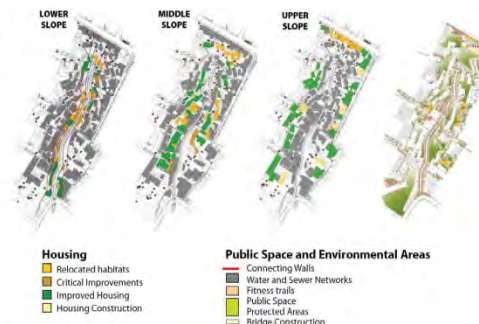 LOWER
SLOPE
MIDDLE
SLOPE
UPPER
SLOPE
Housing
Relocated habitats
Critical Improvements
Improved Housing
Housing Construction
Public Space and Environmental Areas
Connecting Walls
Water and Sewer Networks
Fitness trails
Public Space
Protected Areas
Bridge Construction